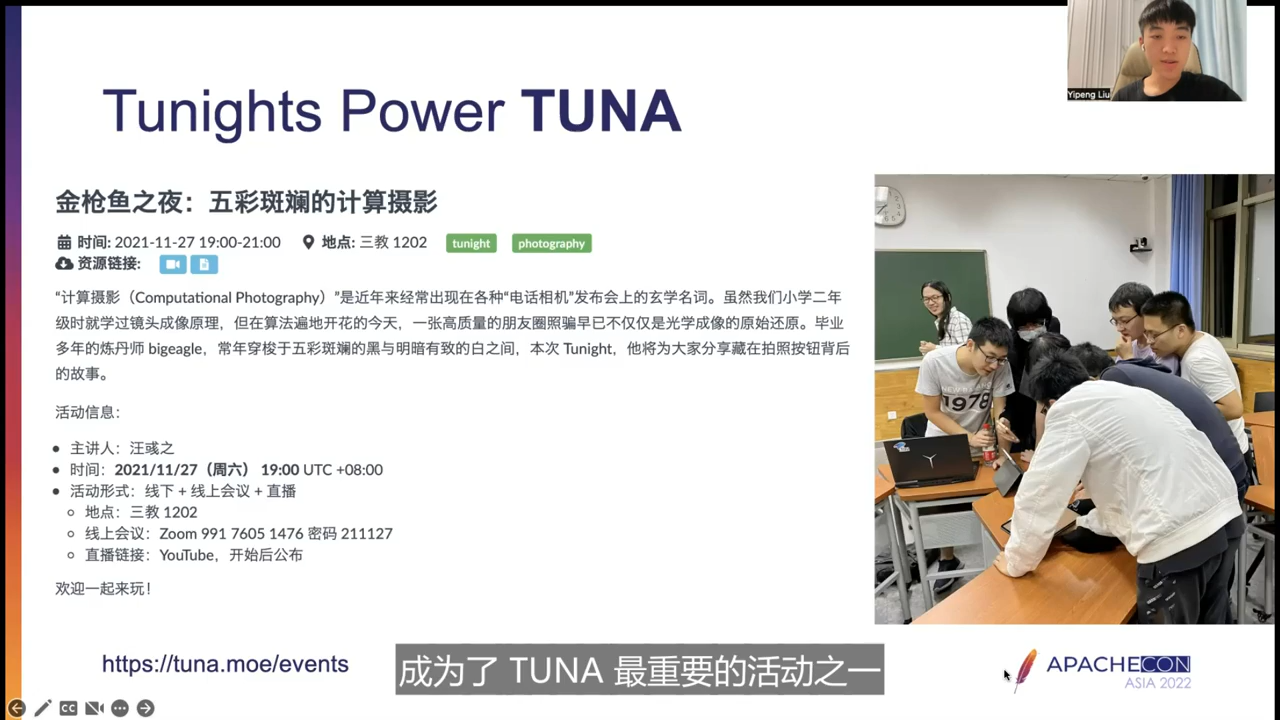 Yipeng Liu
Tunights Power TUNA
金枪鱼之夜：五彩斑斓的计算摄影
时间: 2021-11-27 19:00-21:00 地点: 三教 1202 tunight photography
资源链接:
“计算摄影（Computational Photography）”是近年来经常出现在各种“电话相机”发布会上的玄学名词。虽然我们小学二年
级时就学过镜头成像原理，但在算法遍地开花的今天，一张高质量的朋友圈照骗早已不仅仅是光学成像的原始还原。毕业
多年的炼丹师 bigeagle，常年穿梭于五彩斑斓的黑与明暗有致的白之间，本次 Tunight，他将为大家分享藏在拍照按钮背后
的故事。
活动信息：
• 主讲人：汪彧之
• 时间：2021/11/27（周六） 19:00 UTC +08:00
• 活动形式：线下 + 线上会议 + 直播
◦ 地点：三教 1202
◦ 线上会议：Zoom 991 7605 1476 密码 211127
◦ 直播链接：YouTube，开始后公布
欢迎一起来玩！
1978
https://tuna.moe/events
成为了 TUNA 最重要的活动之一
APACHECON
ASIA 2022
CC